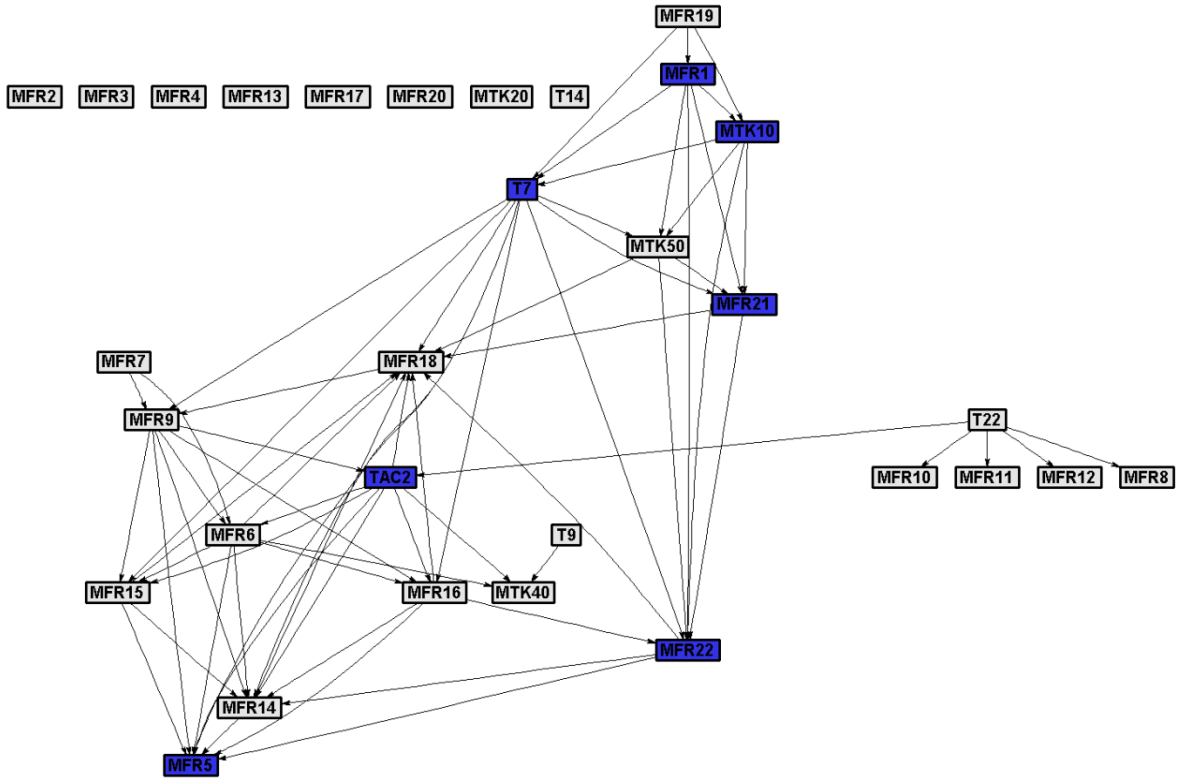 MFR19
MFR1
MFR2 MFR3 MFR4 MFR13 MFR17 MFR20 MTK20 T14
MTK10
T7
MTK50
MFR21
MFR7 MFR18
MFR9 T22
TAC2 MFR10 MFR11 MFR12 MFR8
MFR6 T9
MFR15 MFR16 MTK40
MFR22
MFR14
MFR5